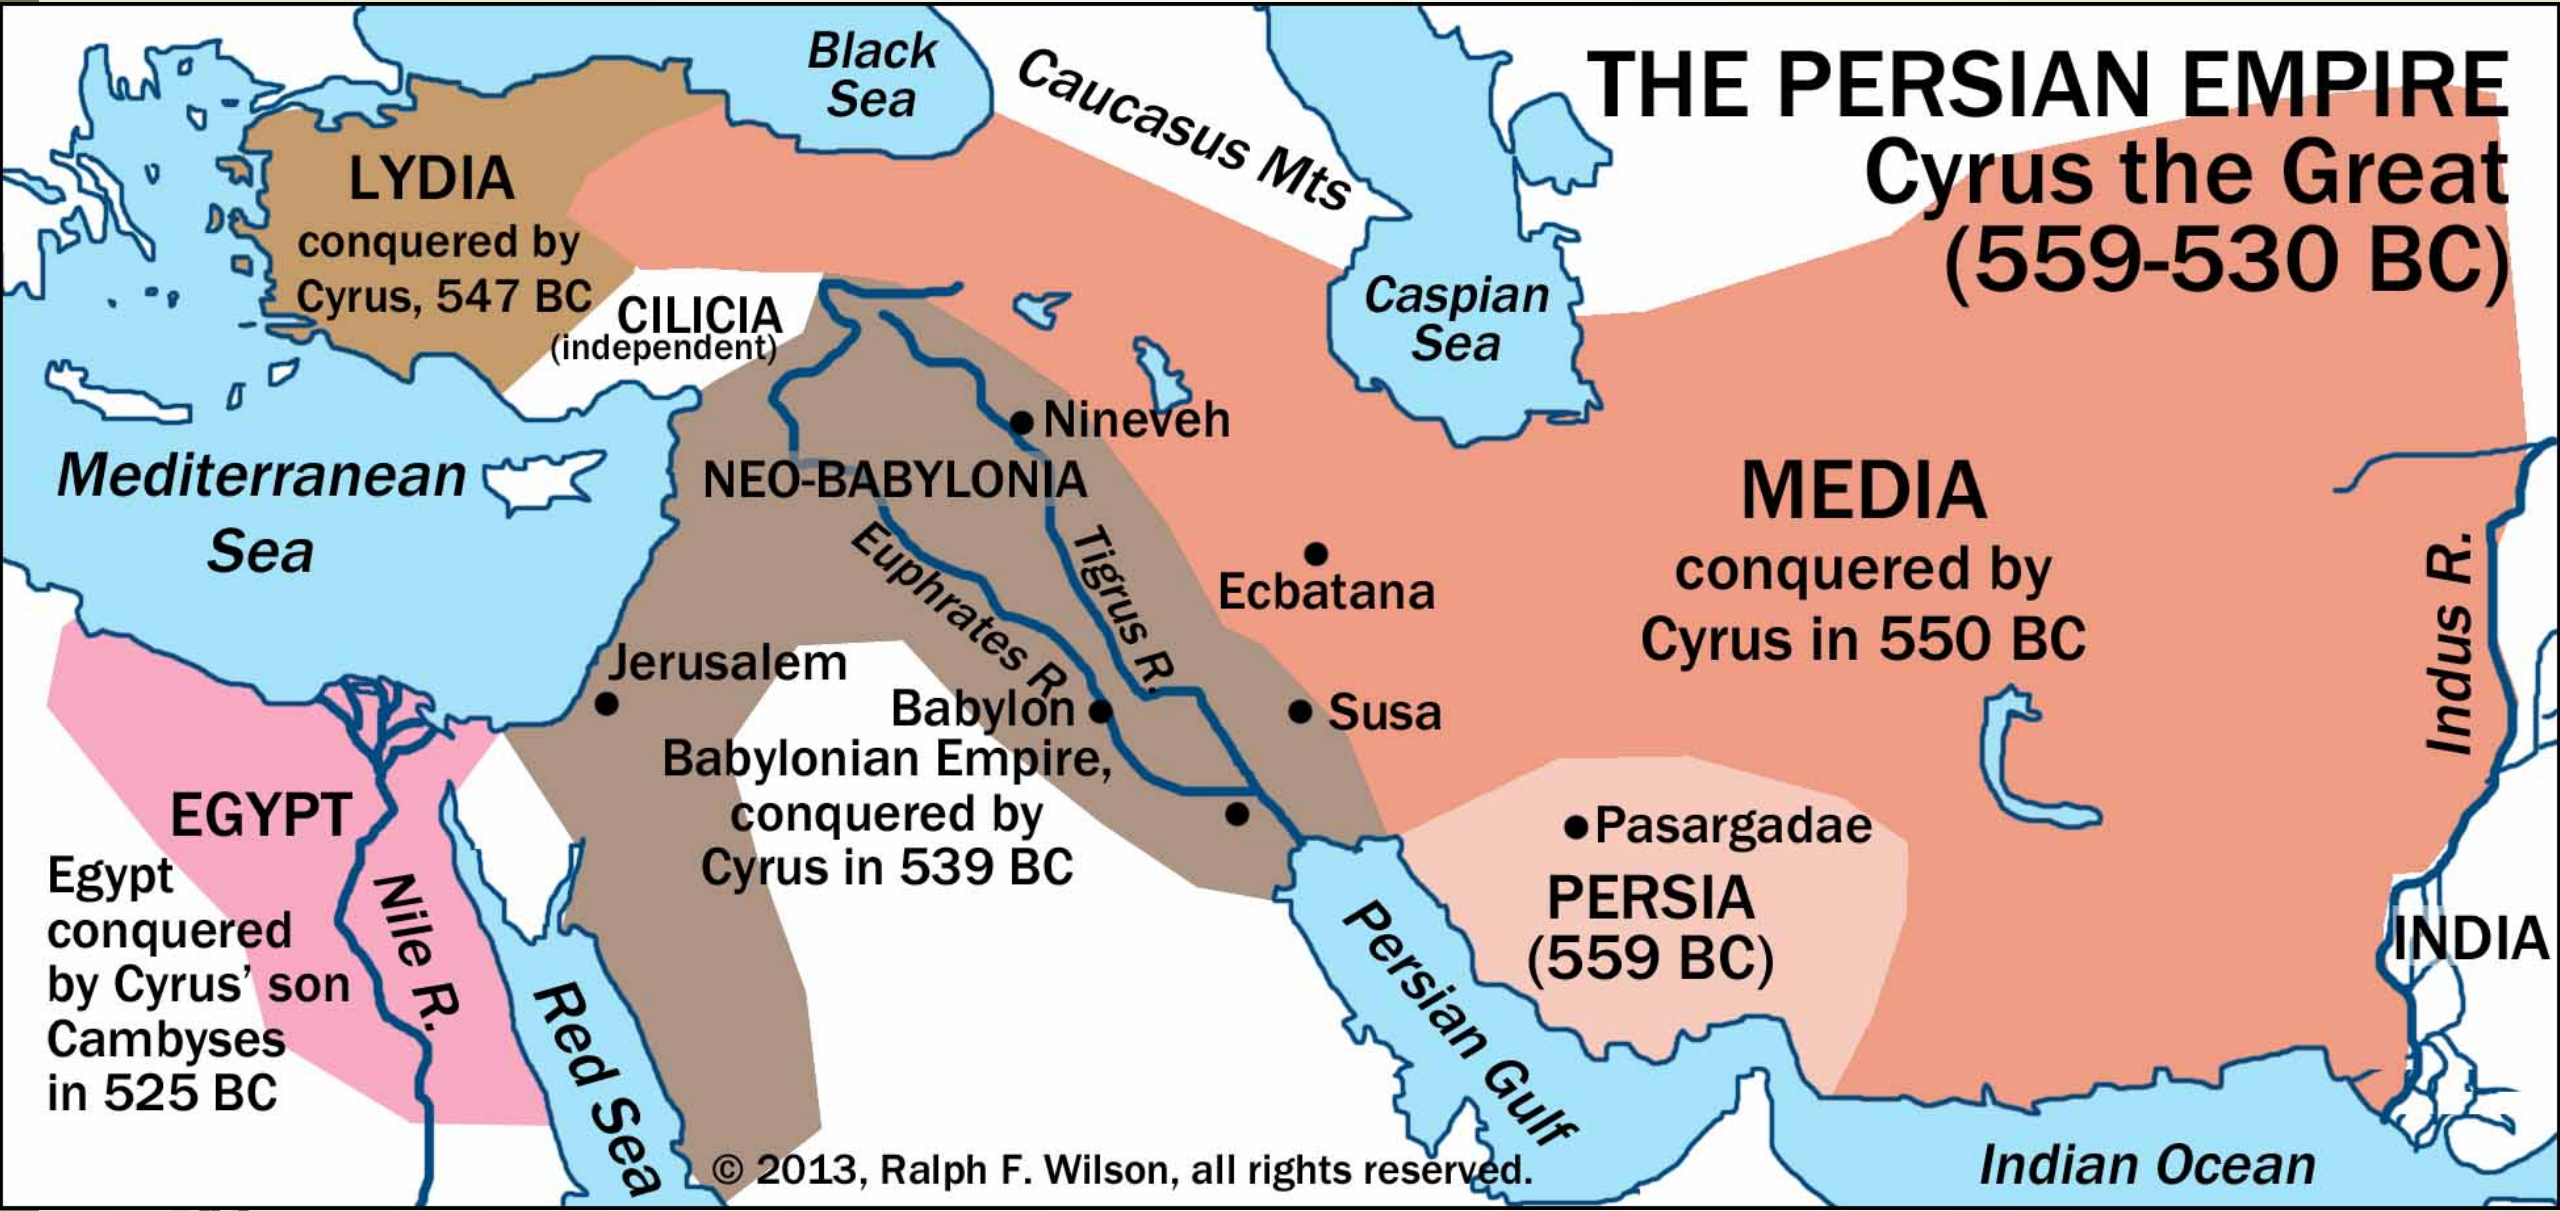 THE PERSIAN EMPIRE
Cyrus the Great
(559-530 BC)
Black
Sea
Caucasus Mts
LYDIA
conquered by
Cyrus, 547 BC
CILICIA
(independent)
Caspian
Sea
Nineveh
Mediterranean
Sea
NEO-BABYLONIA
MEDIA
conquered by
Cyrus in 550 BC
Euphrates R.
Tigrus R.
Ecbatana
Indus R.
Jerusalem
Babylon
Susa
Babylonian Empire,
conquered by
Cyrus in 539 BC
EGYPT
Egypt
conquered
by Cyrus' son
Cambyses
in 525 BC
Nile R.
Red Sea
Pasargadae
PERSIA
(559 BC)
Persian Gulf
INDIA
Indian Ocean
© 2013, Ralph F. Wilson, all rights reserved.